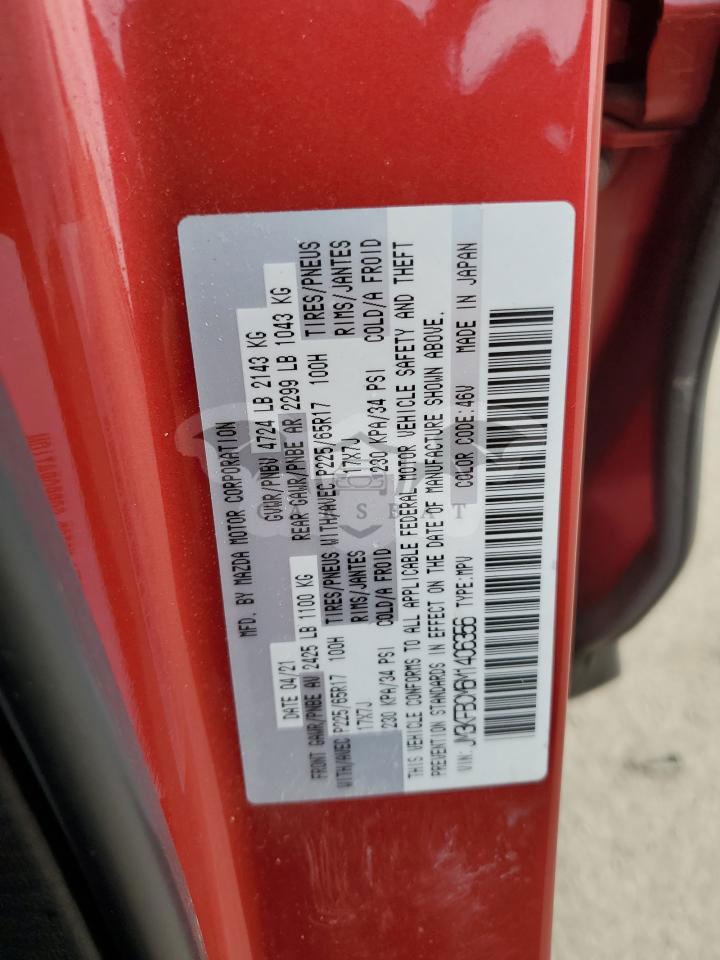 MFD. BY MAZDA MOTOR CORPORATION
DATE 04/21 GVWR/PNBV 4724 LB 2143 KG
FRONT GAWR/PNBE AV 2425 LB 1100 KG REAR GAWR/PNBE AR 2299 LB 1043 KG
WITH/AVEC P225/65R17 100H TIRES/PNEUS WITH/AVEC P225/65R17 100H TIRES/PNEUS
17X7J RIMS/JANTES 17X7J RIMS/JANTES
230 KPA/34 PSI COLD/A FROID 230 KPA/34 PSI COLD/A FROID
THIS VEHICLE CONFORMS TO ALL APPLICABLE FEDERAL MOTOR VEHICLE SAFETY AND THEFT
PREVENTION STANDARDS IN EFFECT ON THE DATE OF MANUFACTURE SHOWN ABOVE.
VIN: JM3KFBCM6M1406366 TYPE:MPV COLOR CODE:46V MADE IN JAPAN